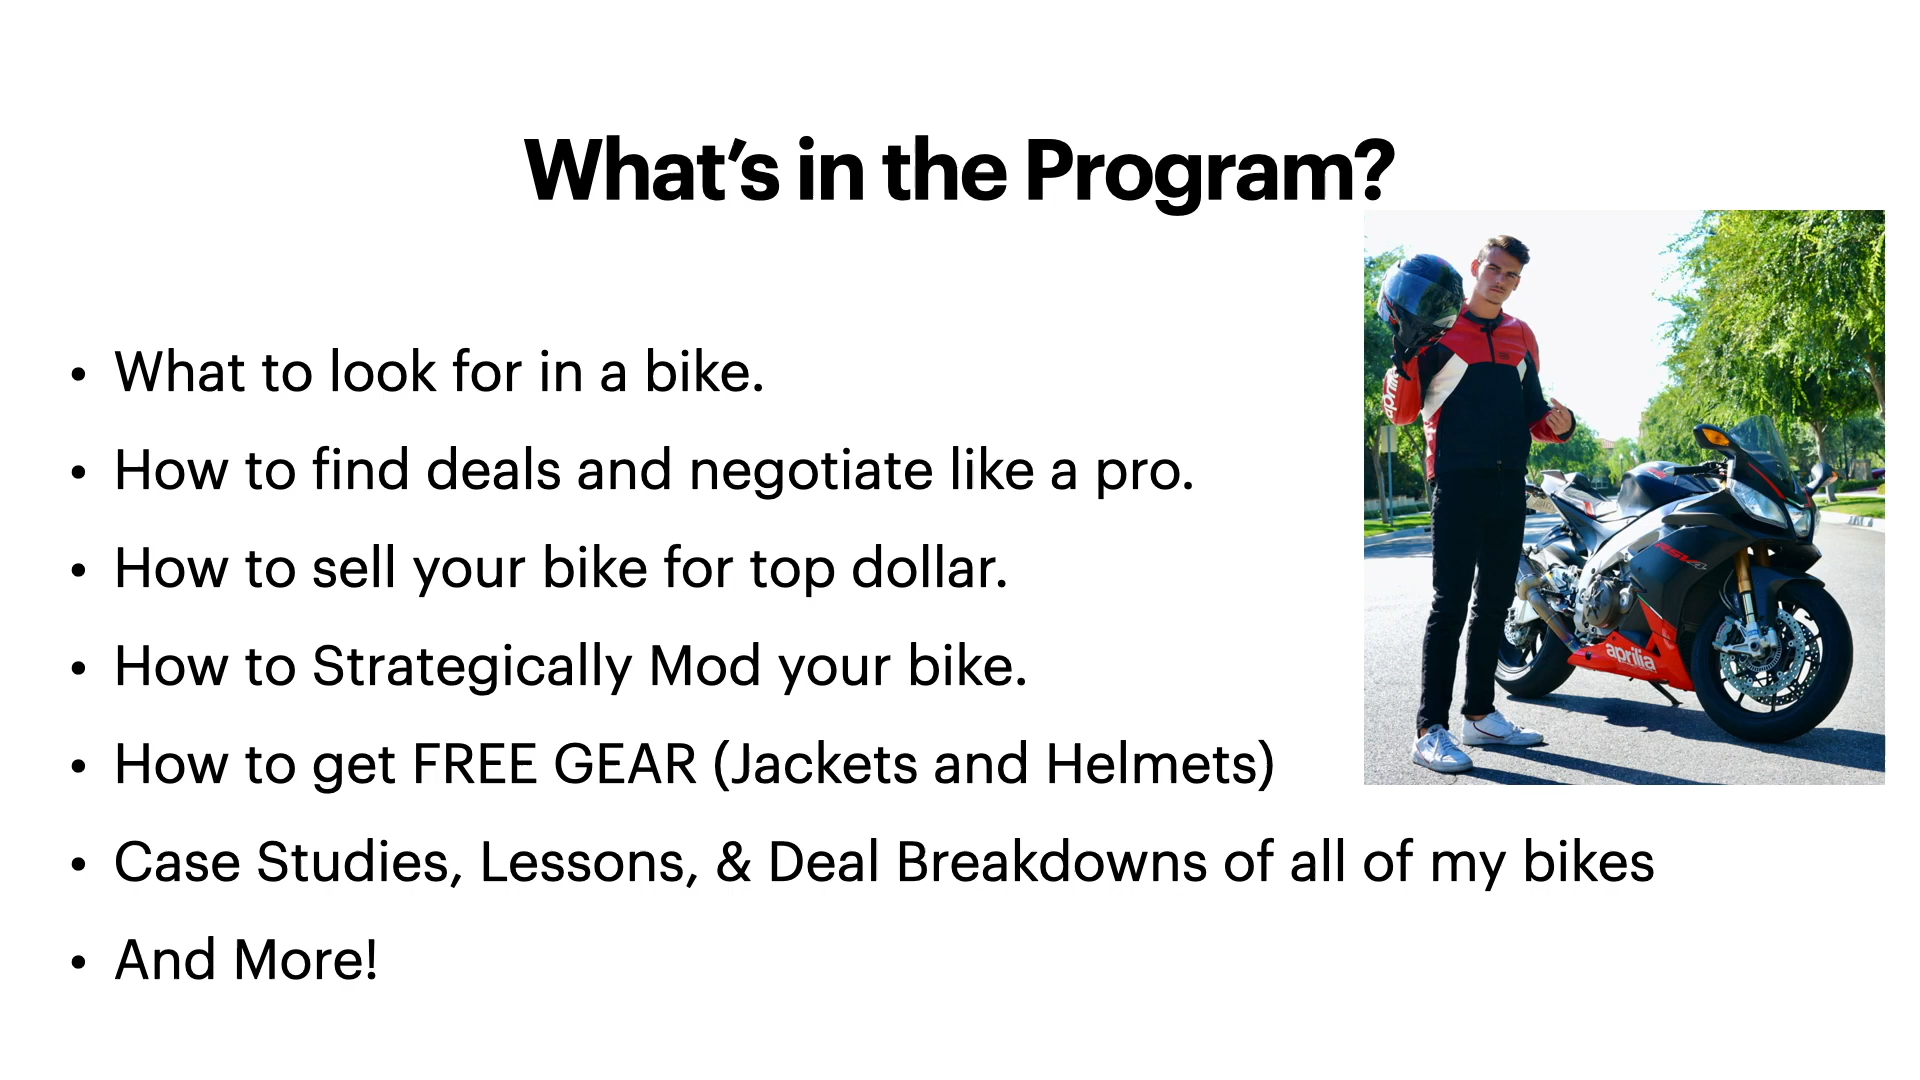 What’s in the Program?
• What to look for in a bike.
• How to find deals and negotiate like a pro.
• How to sell your bike for top dollar.
• How to Strategically Mod your bike.
• How to get FREE GEAR (Jackets and Helmets)
• Case Studies, Lessons, & Deal Breakdowns of all of my bikes
• And More!
aprilia
RSV4
aprilia